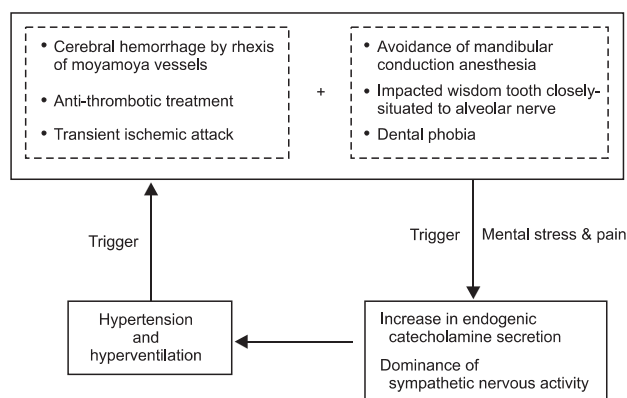 • Cerebral hemorrhage by rhexis
of moyamoya vessels
• Anti-thrombotic treatment
• Transient ischemic attack
+
• Avoidance of mandibular
conduction anesthesia
• Impacted wisdom tooth closely-
situated to alveolar nerve
• Dental phobia
Trigger
Trigger
Mental stress & pain
Hypertension
and
hyperventilation
Increase in endogenic
catecholamine secretion
Dominance of
sympathetic nervous activity